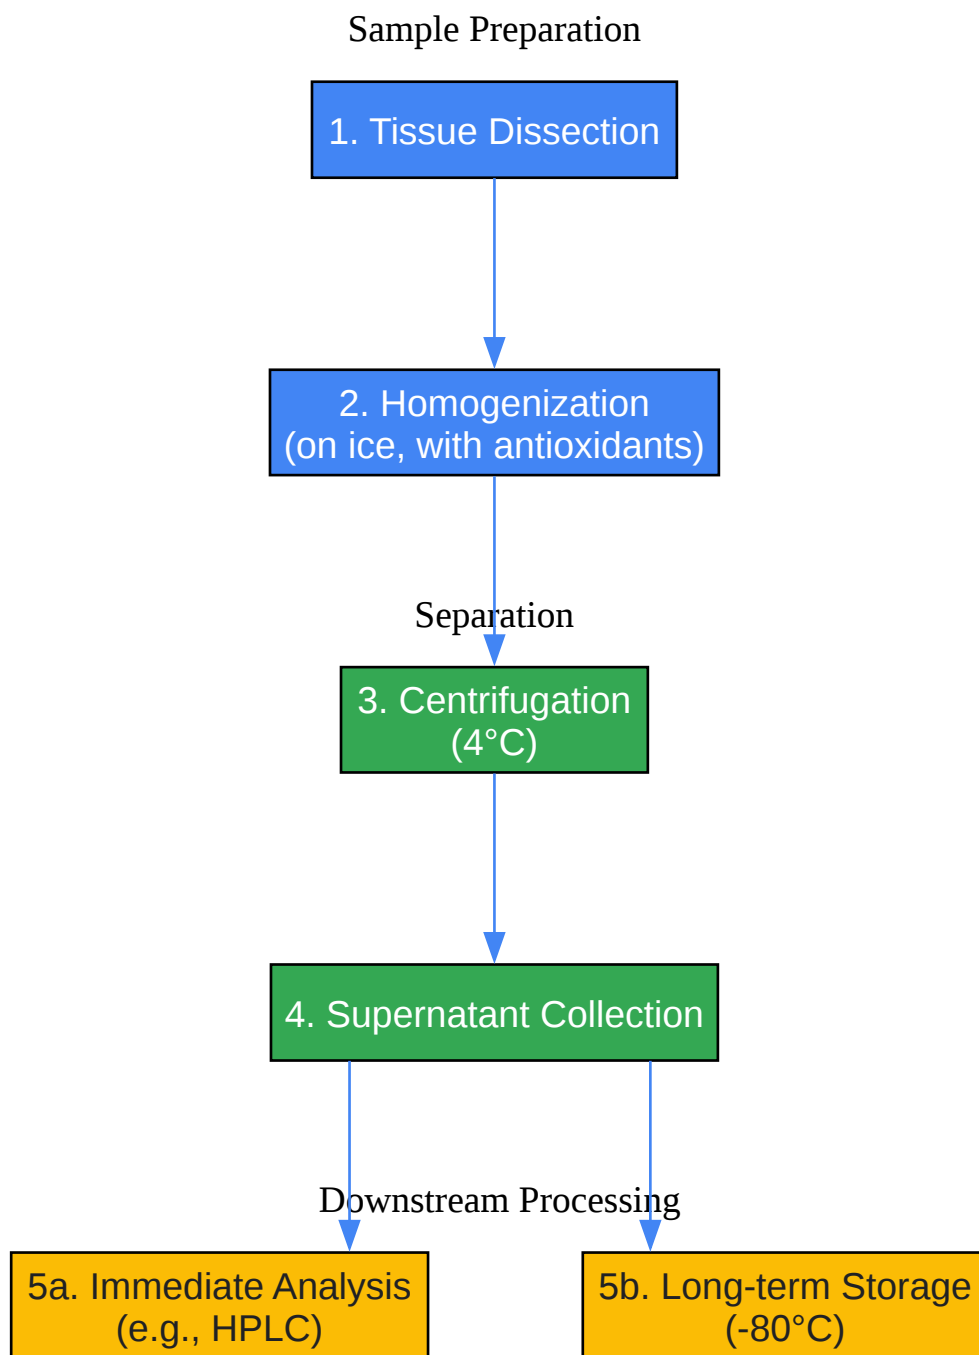 Sample Preparation
1. Tissue Dissection
2. Homogenization
(on ice, with antioxidants)
Separation
3. Centrifugation
(4°C)
4. Supernatant Collection
Downstream Processing
5a. Immediate Analysis
(e.g., HPLC)
5b. Long-term Storage
(-80°C)